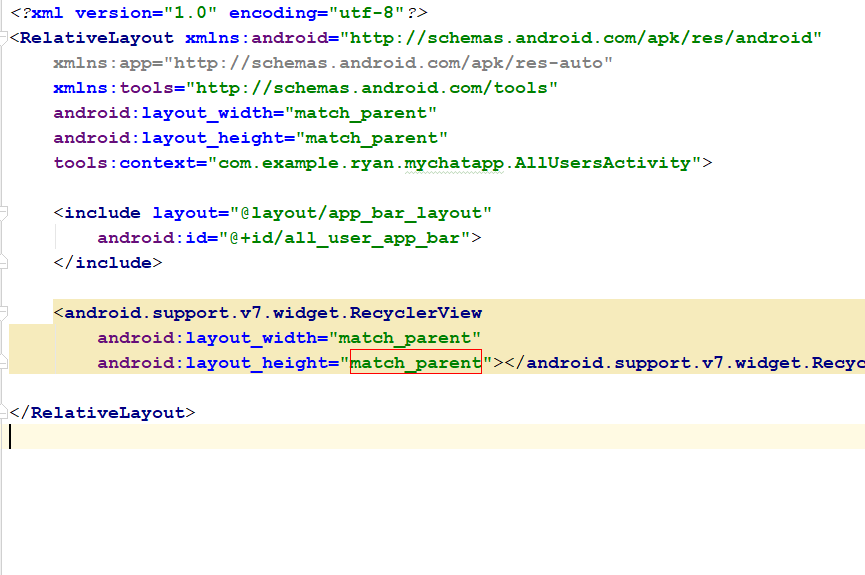 <?xml version="1.0" encoding="utf-8"?>
<RelativeLayout xmlns:android="http://schemas.android.com/apk/res/android"
    xmlns:app="http://schemas.android.com/apk/res-auto"
    xmlns:tools="http://schemas.android.com/tools"
    android:layout_width="match_parent"
    android:layout_height="match_parent"
    tools:context="com.example.ryan.mychatapp.AllUsersActivity">
    <include layout="@layout/app_bar_layout"
        android:id="@+id/all_user_app_bar">
    </include>
    <android.support.v7.widget.RecyclerView
        android:layout_width="match_parent"
        android:layout_height="match_parent"></android.support.v7.widget.Recyc
</RelativeLayout>